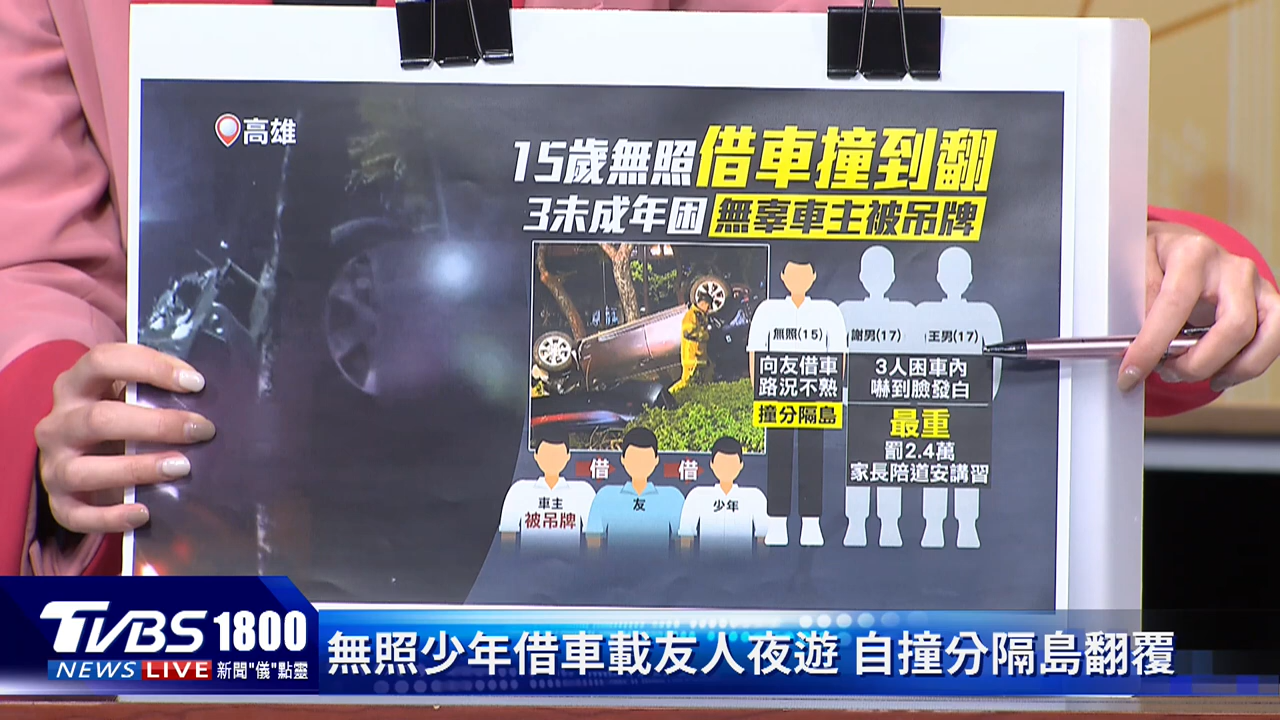 高雄
15歲無照借車撞到翻
3未成年困 無辜車主被吊牌
無照(15)
謝男(17)
王男(17)
向友借車
路況不熟
撞分隔島
3人困車內
嚇到臉發白
最重
罰2.4萬
家長陪道安講習
車主
被吊牌
借
友
借
少年
TVBS 1800
NEWS LIVE 新聞"儀"點靈
無照少年借車載友人夜遊 自撞分隔島翻覆